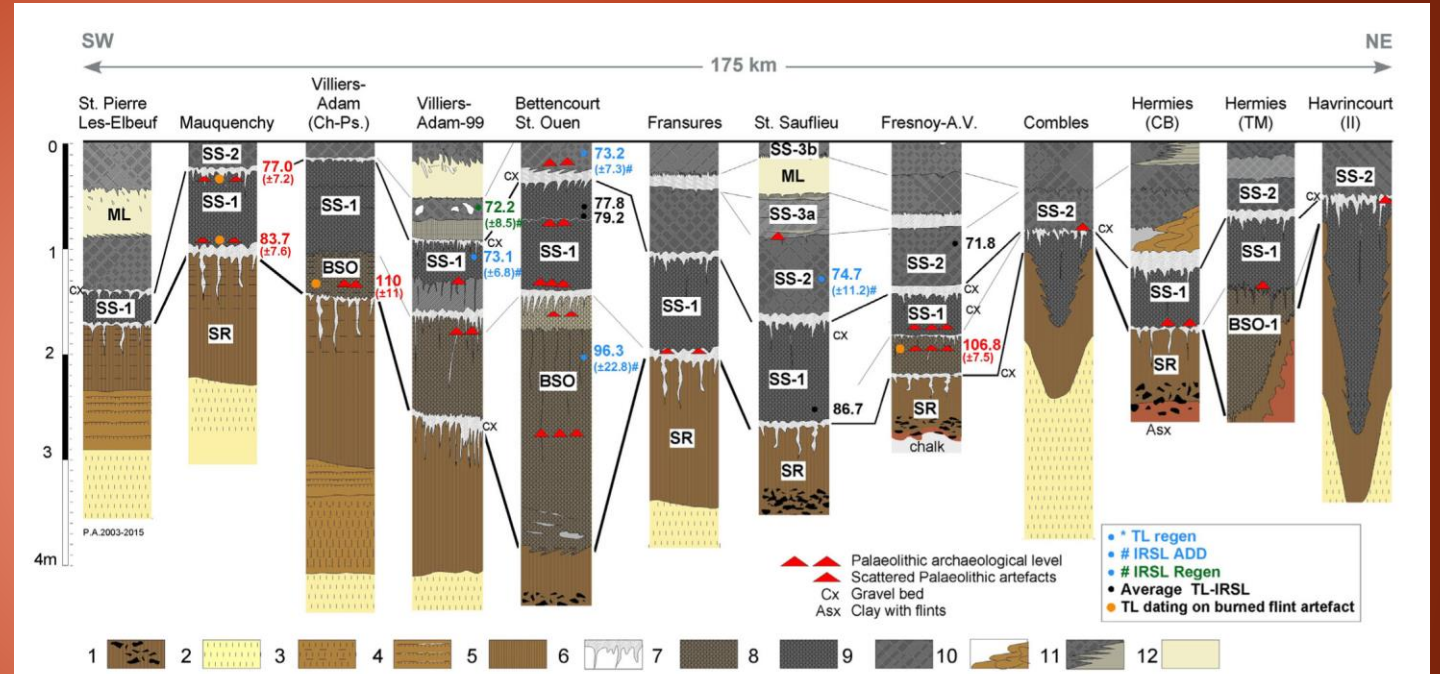 SW
NE
175 km
St. Pierre
Les-Elbeuf
Mauquenchy
Villiers-
Adam
(Ch-Ps.)
Villiers-
Adam-99
Bettencourt
St. Ouen
Fransures
St. Sauflieu
Fresnoy-A.V.
Combles
Hermies
(CB)
Hermies
(TM)
Havrincourt
(II)
0
1
2
3
4m
ML
Cx
SS-1
P.A.2003-2015
SS-2
77.0
(±7.2)
SS-1
83.7
(±7.6)
SR
SS-1
BSO
110
(±11)
72.2
(±8.5)#
Cx
SS-1
73.1
(±6.8)#
Cx
73.2
(±7.3)#
Cx
77.8
79.2
SS-1
96.3
(±22.8)#
BSO
SS-1
SR
SS-3b
ML
SS-3a
SS-2
74.7
(±11.2)#
Cx
SS-1
86.7
SR
71.8
SS-2
Cx
SS-1
Cx
106.8
(±7.5)
Cx
SR
chalk
SS-2
Cx
SS-1
SR
Asx
SS-2
SS-1
BSO-1
SS-2
Cx
Palaeolithic archaeological level
Scattered Palaeolithic artefacts
Cx Gravel bed
Asx Clay with flints
* TL regen
# IRSL ADD
# IRSL Regen
Average TL-IRSL
TL dating on burned flint artefact
1 2 3 4 5 6 7 8 9 10 11 12